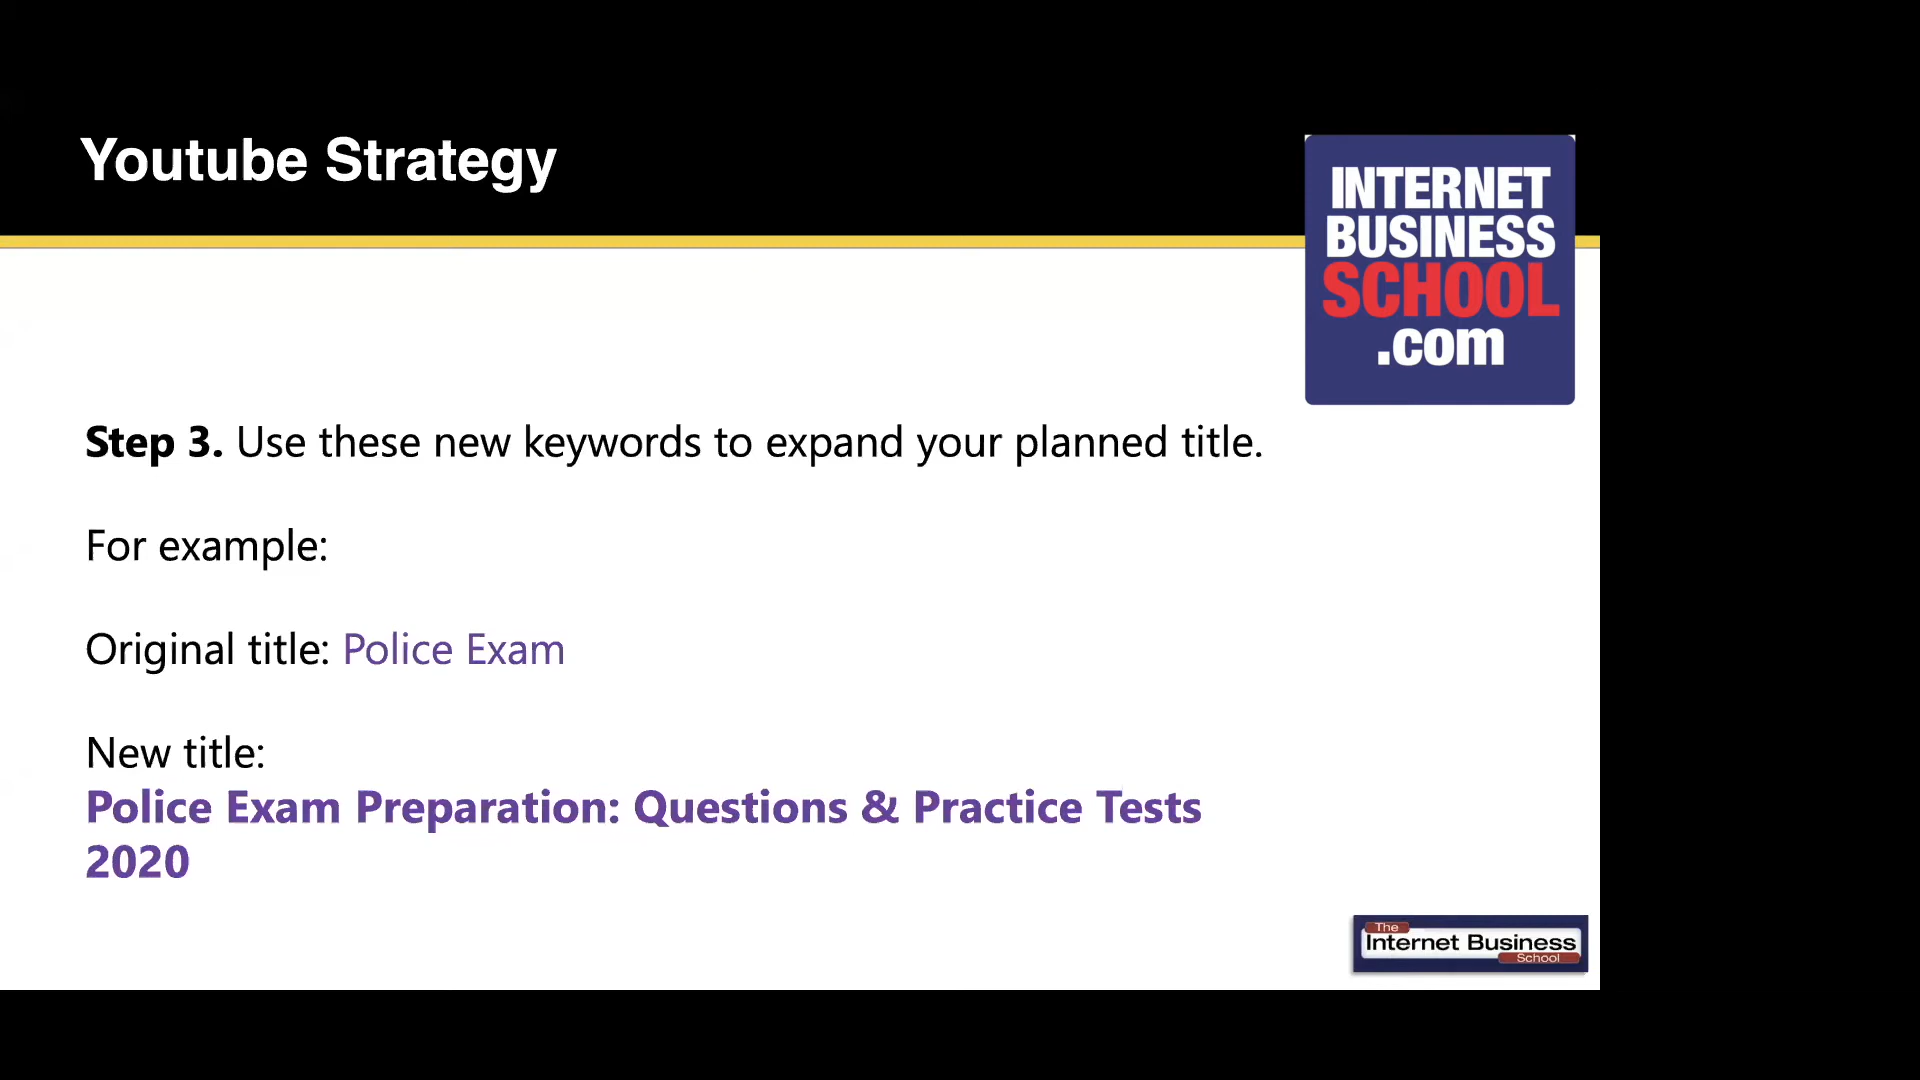 Youtube Strategy
INTERNET
BUSINESS
SCHOOL
.com
Step 3. Use these new keywords to expand your planned title.
For example:
Original title: Police Exam
New title:
Police Exam Preparation: Questions & Practice Tests
2020
The
Internet Business
School